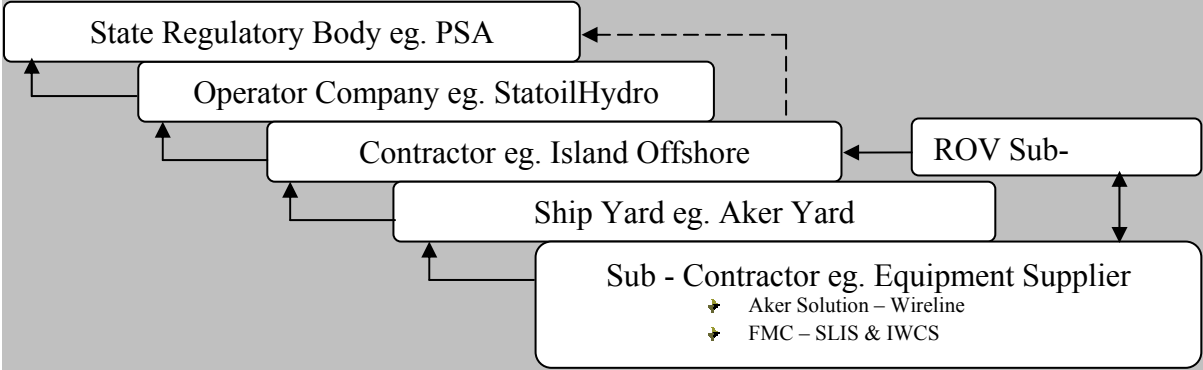 State Regulatory Body eg. PSA
Operator Company eg. StatoilHydro
Contractor eg. Island Offshore
ROV Sub-
Ship Yard eg. Aker Yard
Sub - Contractor eg. Equipment Supplier
Aker Solution – Wireline
FMC – SLIS & IWCS